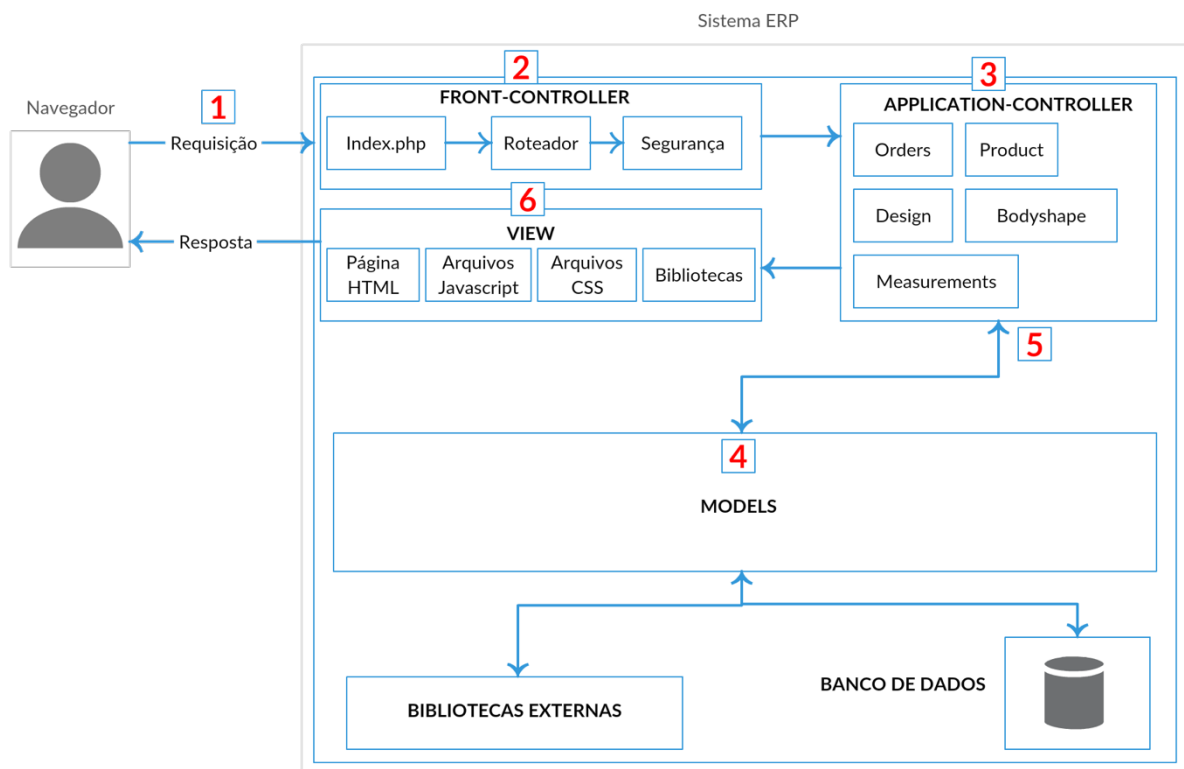 Sistema ERP
Navegador
1
Requisição
2
FRONT-CONTROLLER
Index.php
Roteador
Segurança
3
APPLICATION-CONTROLLER
Orders
Product
Design
Bodyshape
Measurements
6
VIEW
Página
HTML
Arquivos
Javascript
Arquivos
CSS
Bibliotecas
Resposta
5
4
MODELS
BIBLIOTECAS EXTERNAS
BANCO DE DADOS